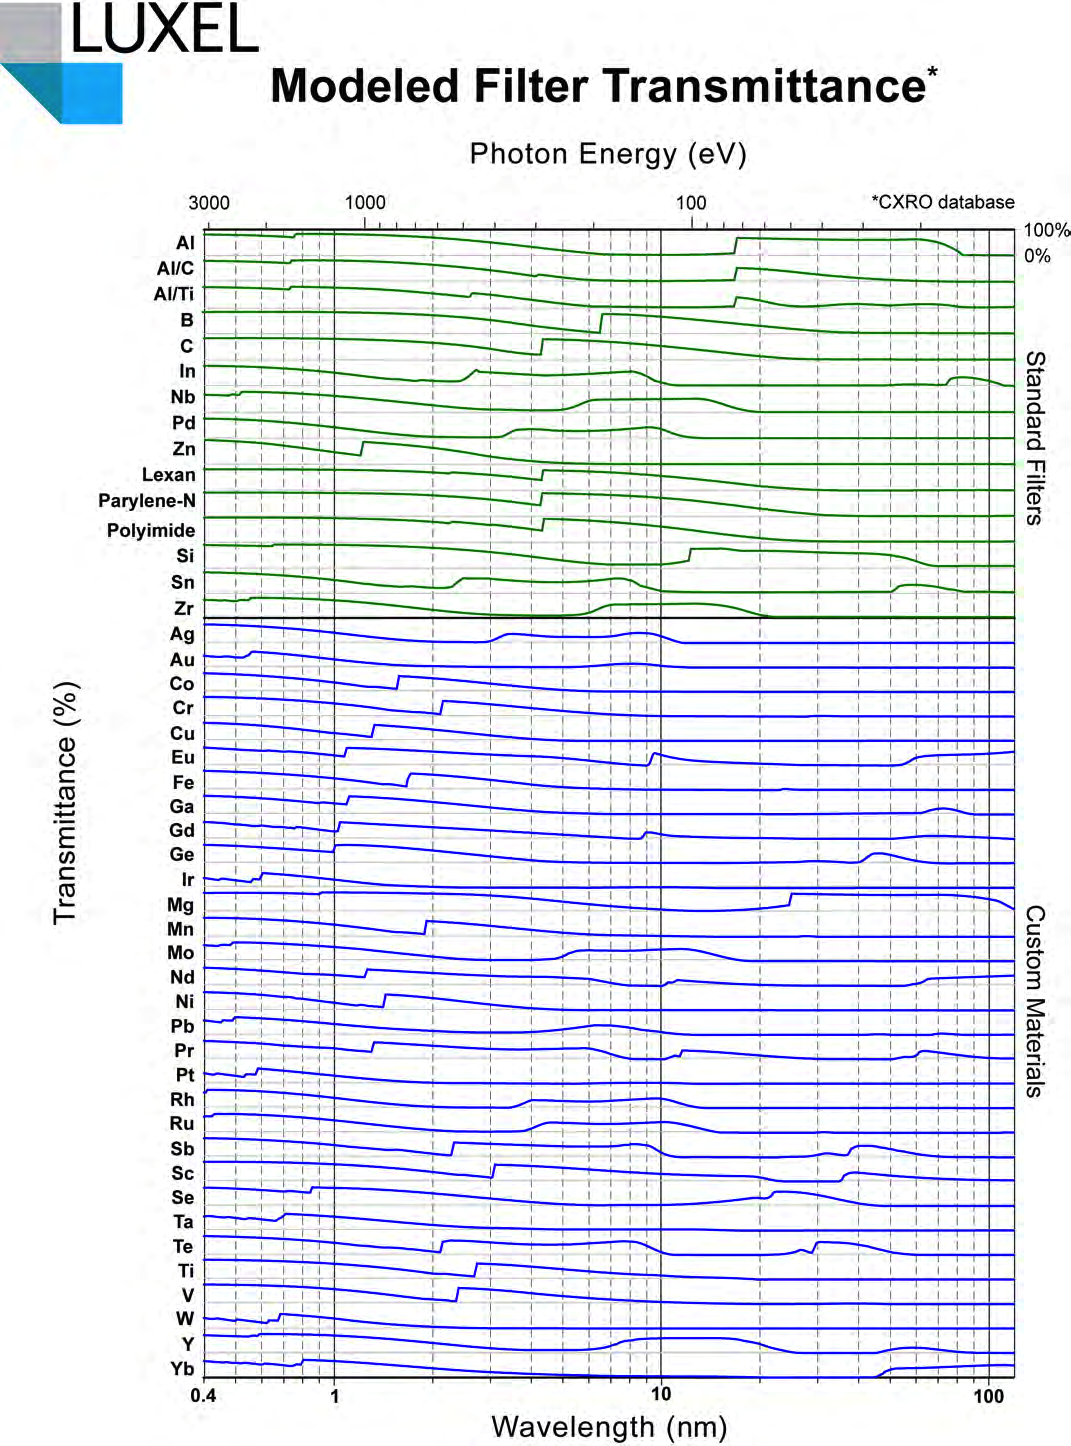 LUXEL
Modeled Filter Transmittance*
Photon Energy (eV)
3000 1000 100 *CXRO database
100%
0%
Al
Al/C
Al/Ti
B
C
In
Nb
Pd
Zn
Lexan
Parylene-N
Polyimide
Si
Sn
Zr
Standard Filters
Ag
Au
Co
Cr
Cu
Eu
Fe
Ga
Gd
Ge
Ir
Mg
Mn
Mo
Nd
Ni
Pb
Pr
Pt
Rh
Ru
Sb
Sc
Se
Ta
Te
Ti
V
W
Y
Yb
Custom Materials
Transmittance (%)
0.4 1 10 100
Wavelength (nm)